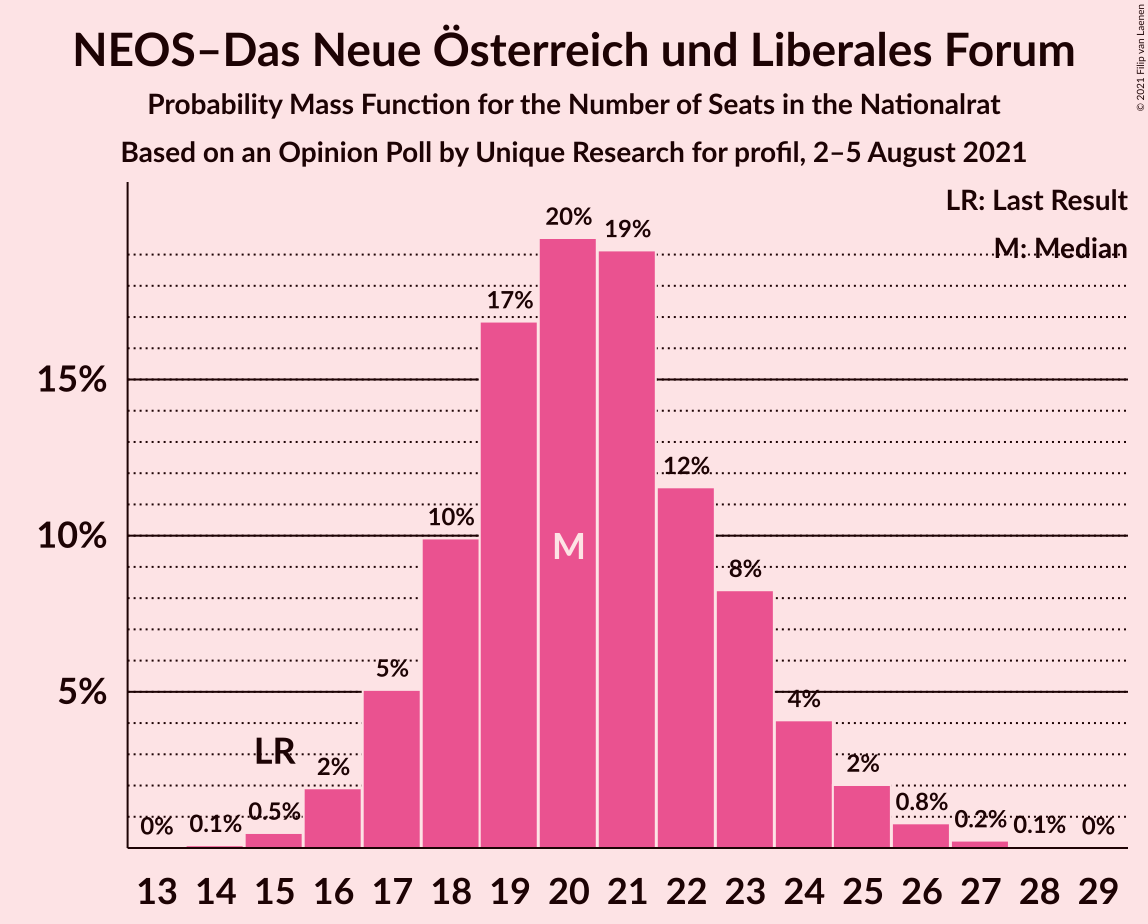 NEOS–Das Neue Österreich und Liberales Forum
Probability Mass Function for the Number of Seats in the Nationalrat
Based on an Opinion Poll by Unique Research for profil, 2–5 August 2021
© 2021 Filip van Laenen
LR: Last Result
M: Median
15%
10%
5%
0%
0.1%
0.5%
LR
2%
5%
10%
17%
20%
M
19%
12%
8%
4%
2%
0.8%
0.2%
0.1%
0%
13 14 15 16 17 18 19 20 21 22 23 24 25 26 27 28 29